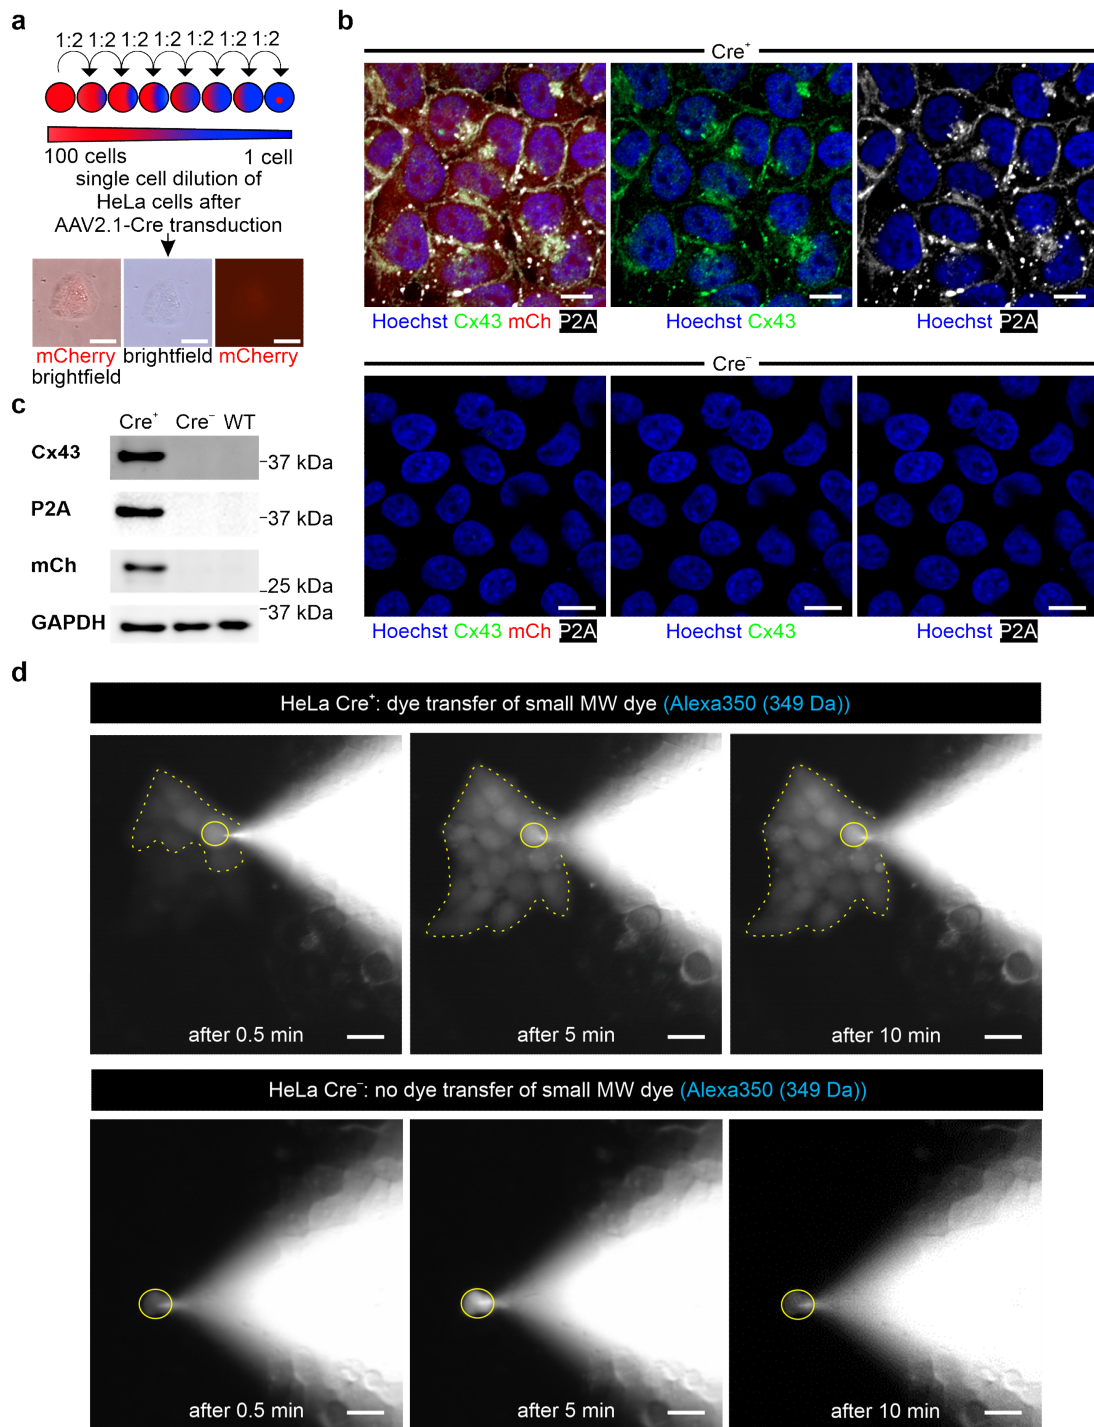 a
1:2 1:2 1:2 1:2 1:2 1:2 1:2
100 cells 1 cell
single cell dilution of
HeLa cells after
AAV2.1-Cre transduction
mCherry brightfield mCherry
brightfield
b
Cre⁺
Hoechst Cx43 mCh P2A Hoechst Cx43 Hoechst P2A
Cre⁻
Hoechst Cx43 mCh P2A Hoechst Cx43 Hoechst P2A
c
Cre⁺ Cre⁻ WT
Cx43 37 kDa
P2A 37 kDa
mCh 25 kDa
GAPDH 37 kDa
d
HeLa Cre⁺: dye transfer of small MW dye (Alexa350 (349 Da))
after 0.5 min after 5 min after 10 min
HeLa Cre⁻: no dye transfer of small MW dye (Alexa350 (349 Da))
after 0.5 min after 5 min after 10 min